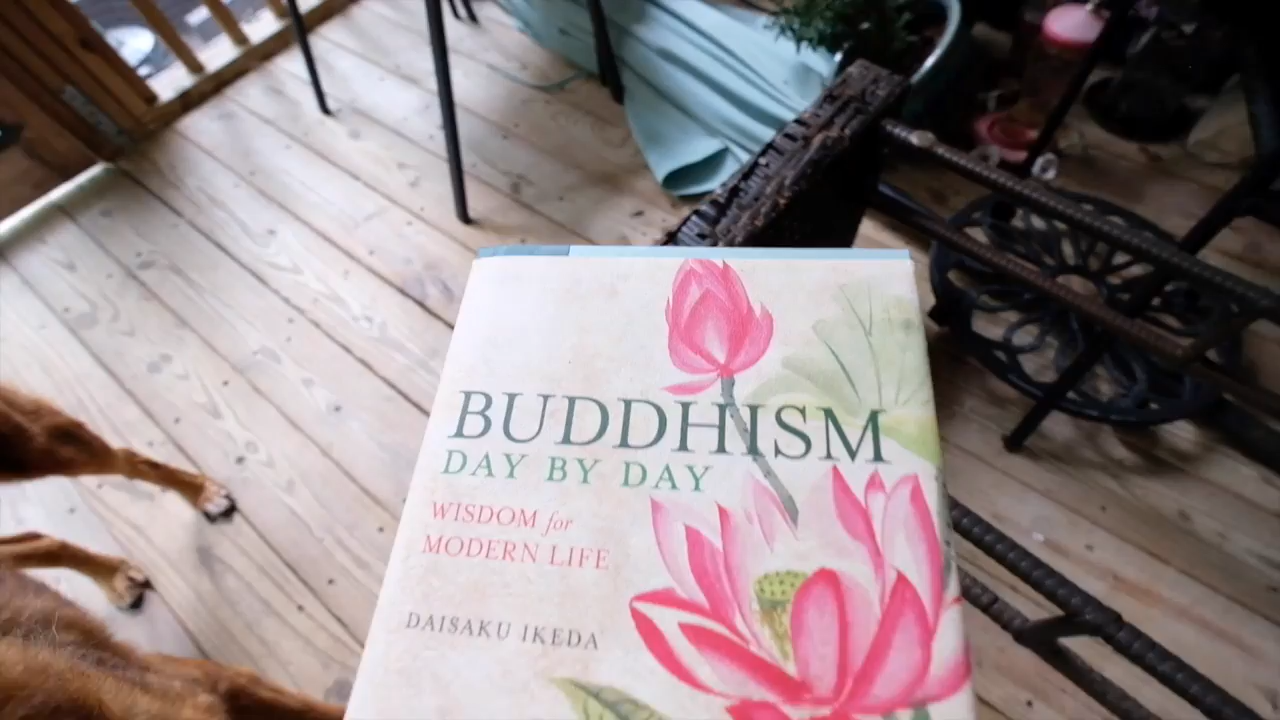 BUDDHISM
DAY BY DAY
WISDOM for
MODERN LIFE
DAISAKU IKEDA